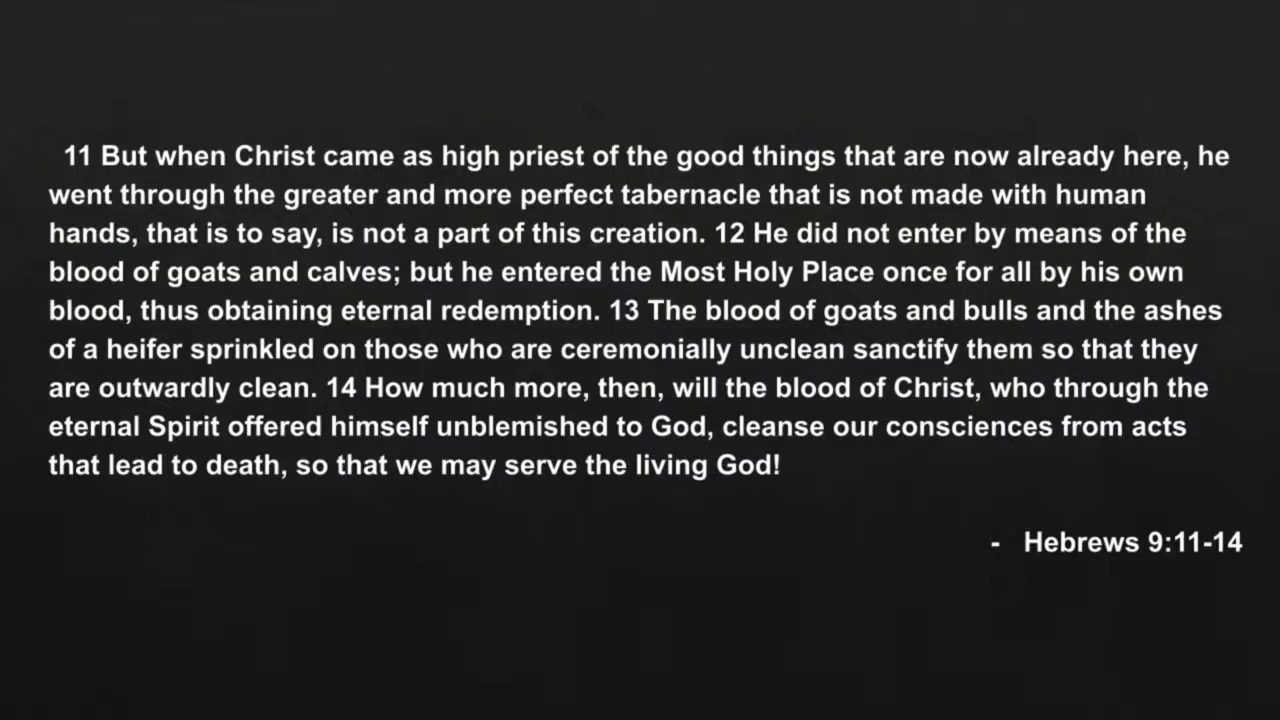 11 But when Christ came as high priest of the good things that are now already here, he
went through the greater and more perfect tabernacle that is not made with human
hands, that is to say, is not a part of this creation. 12 He did not enter by means of the
blood of goats and calves; but he entered the Most Holy Place once for all by his own
blood, thus obtaining eternal redemption. 13 The blood of goats and bulls and the ashes
of a heifer sprinkled on those who are ceremonially unclean sanctify them so that they
are outwardly clean. 14 How much more, then, will the blood of Christ, who through the
eternal Spirit offered himself unblemished to God, cleanse our consciences from acts
that lead to death, so that we may serve the living God!
- Hebrews 9:11-14